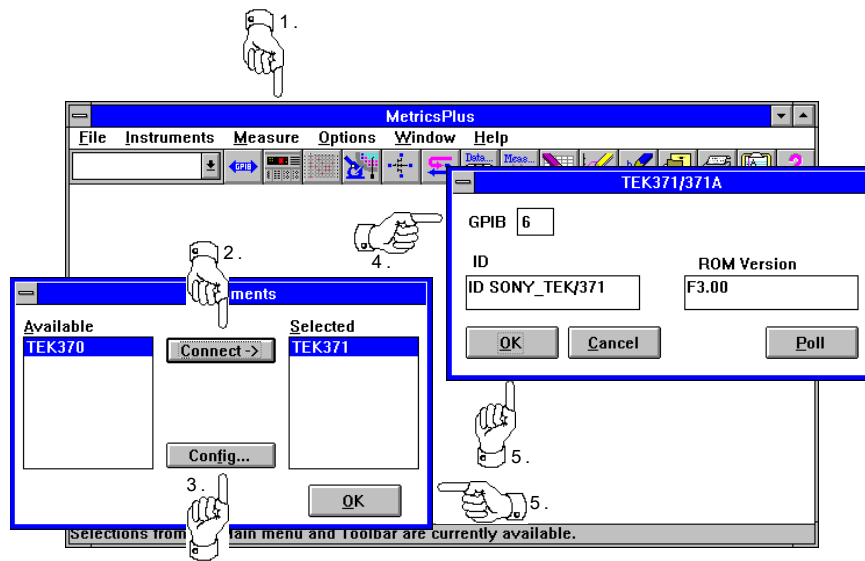 1.
MetricsPlus
File Instruments Measure Options Window Help
GPIB Data... Meas... ?
TEK371/371A
GPIB 6
ID ROM Version
ID SONY_TEK/371 F3.00
OK Cancel Poll
4.
2.
ments
Available Selected
TEK370 Connect -> TEK371
Config...
3.
OK
5.
5.
Selections from Main menu and Toolbar are currently available.